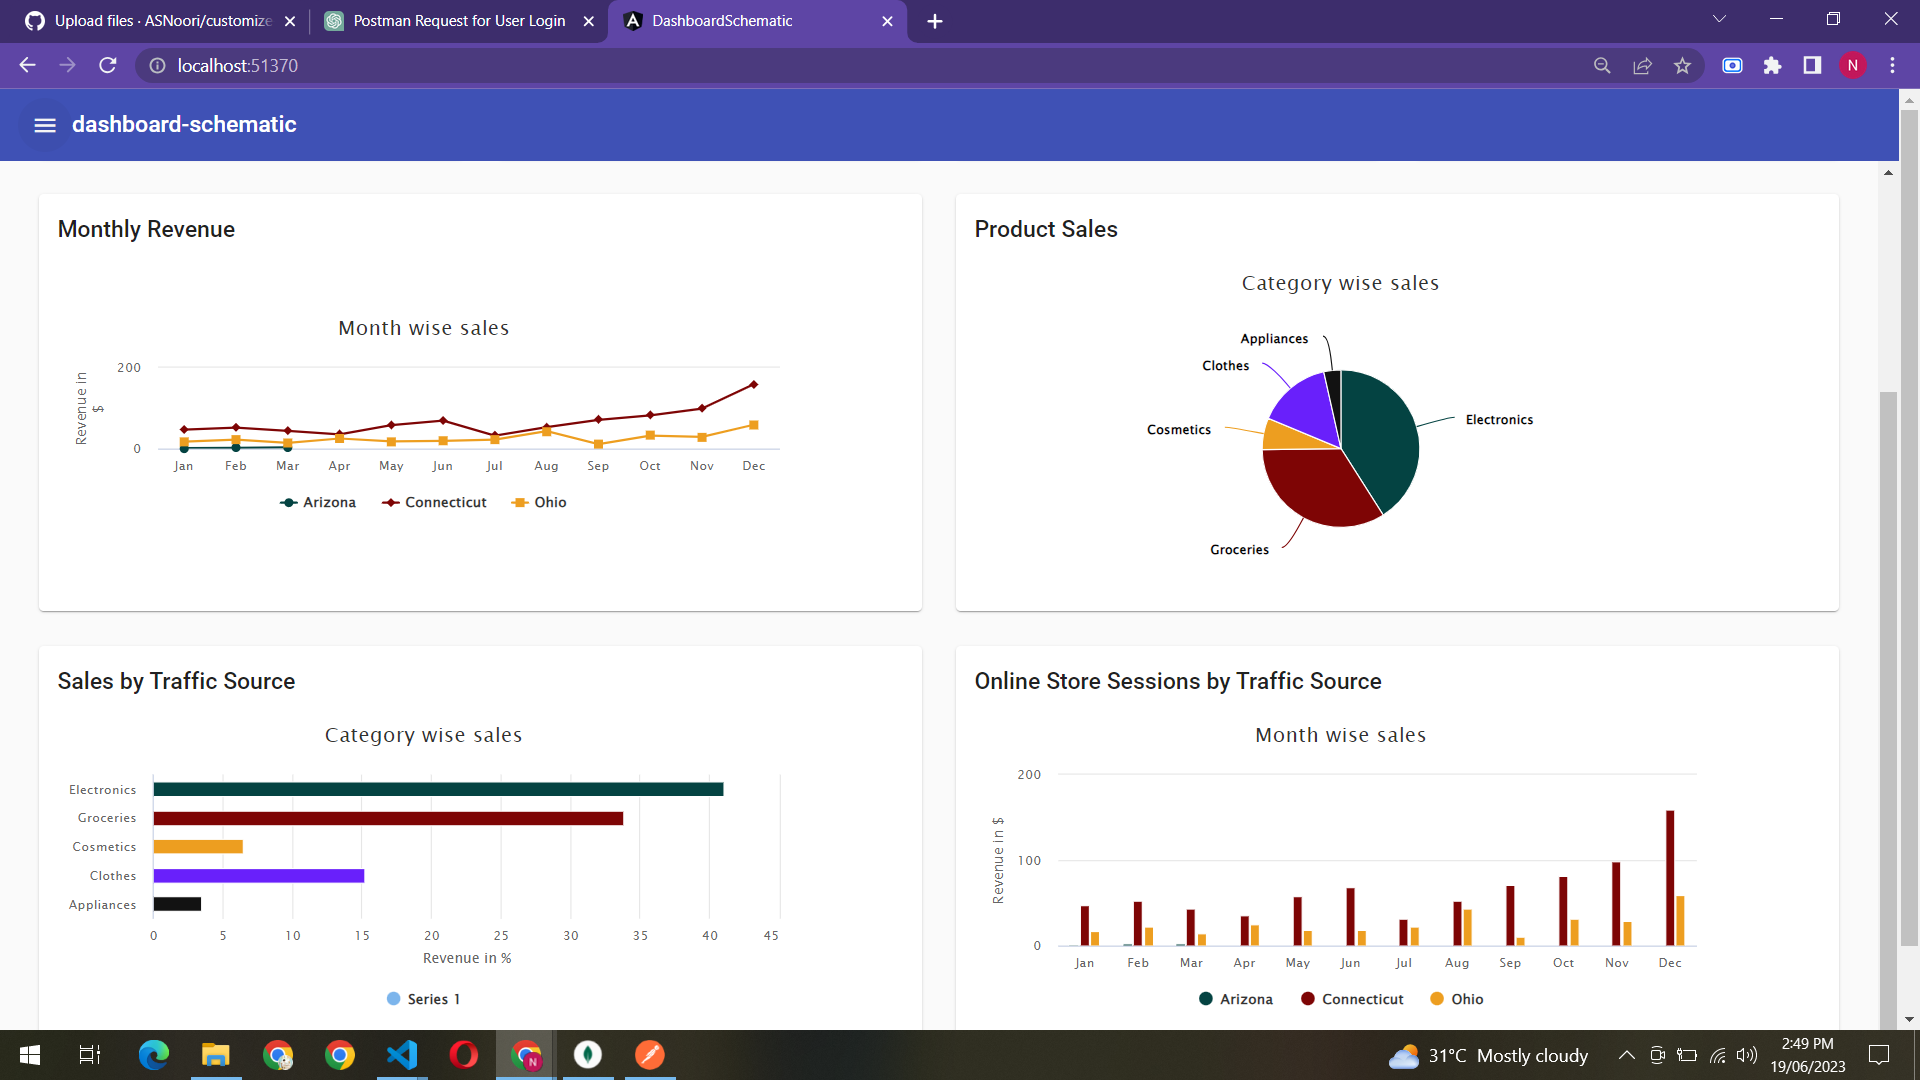 Upload files · ASNoori/customize
Postman Request for User Login
DashboardSchematic
localhost:51370
N
dashboard-schematic
Monthly Revenue
Month wise sales
Revenue in
$
200
0
Jan Feb Mar Apr May Jun Jul Aug Sep Oct Nov Dec
Arizona Connecticut Ohio
Product Sales
Category wise sales
Appliances
Clothes
Cosmetics
Electronics
Groceries
Sales by Traffic Source
Category wise sales
Electronics
Groceries
Cosmetics
Clothes
Appliances
0 5 10 15 20 25 30 35 40 45
Revenue in %
Series 1
Online Store Sessions by Traffic Source
Month wise sales
Revenue in $
200
100
0
Jan Feb Mar Apr May Jun Jul Aug Sep Oct Nov Dec
Arizona Connecticut Ohio
N
31°C Mostly cloudy
2:49 PM
19/06/2023